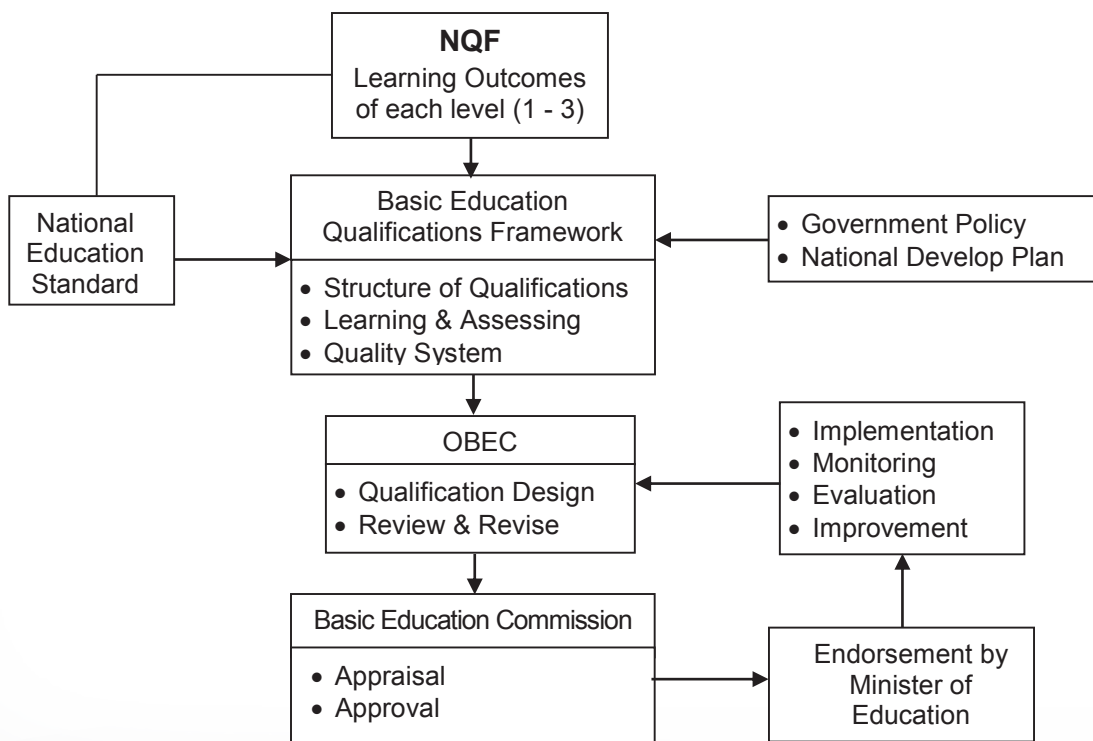 NQF
Learning Outcomes
of each level (1 - 3)
National
Education
Standard
Basic Education
Qualifications Framework
• Structure of Qualifications
• Learning & Assessing
• Quality System
• Government Policy
• National Develop Plan
OBEC
• Qualification Design
• Review & Revise
• Implementation
• Monitoring
• Evaluation
• Improvement
Basic Education Commission
• Appraisal
• Approval
Endorsement by
Minister of
Education